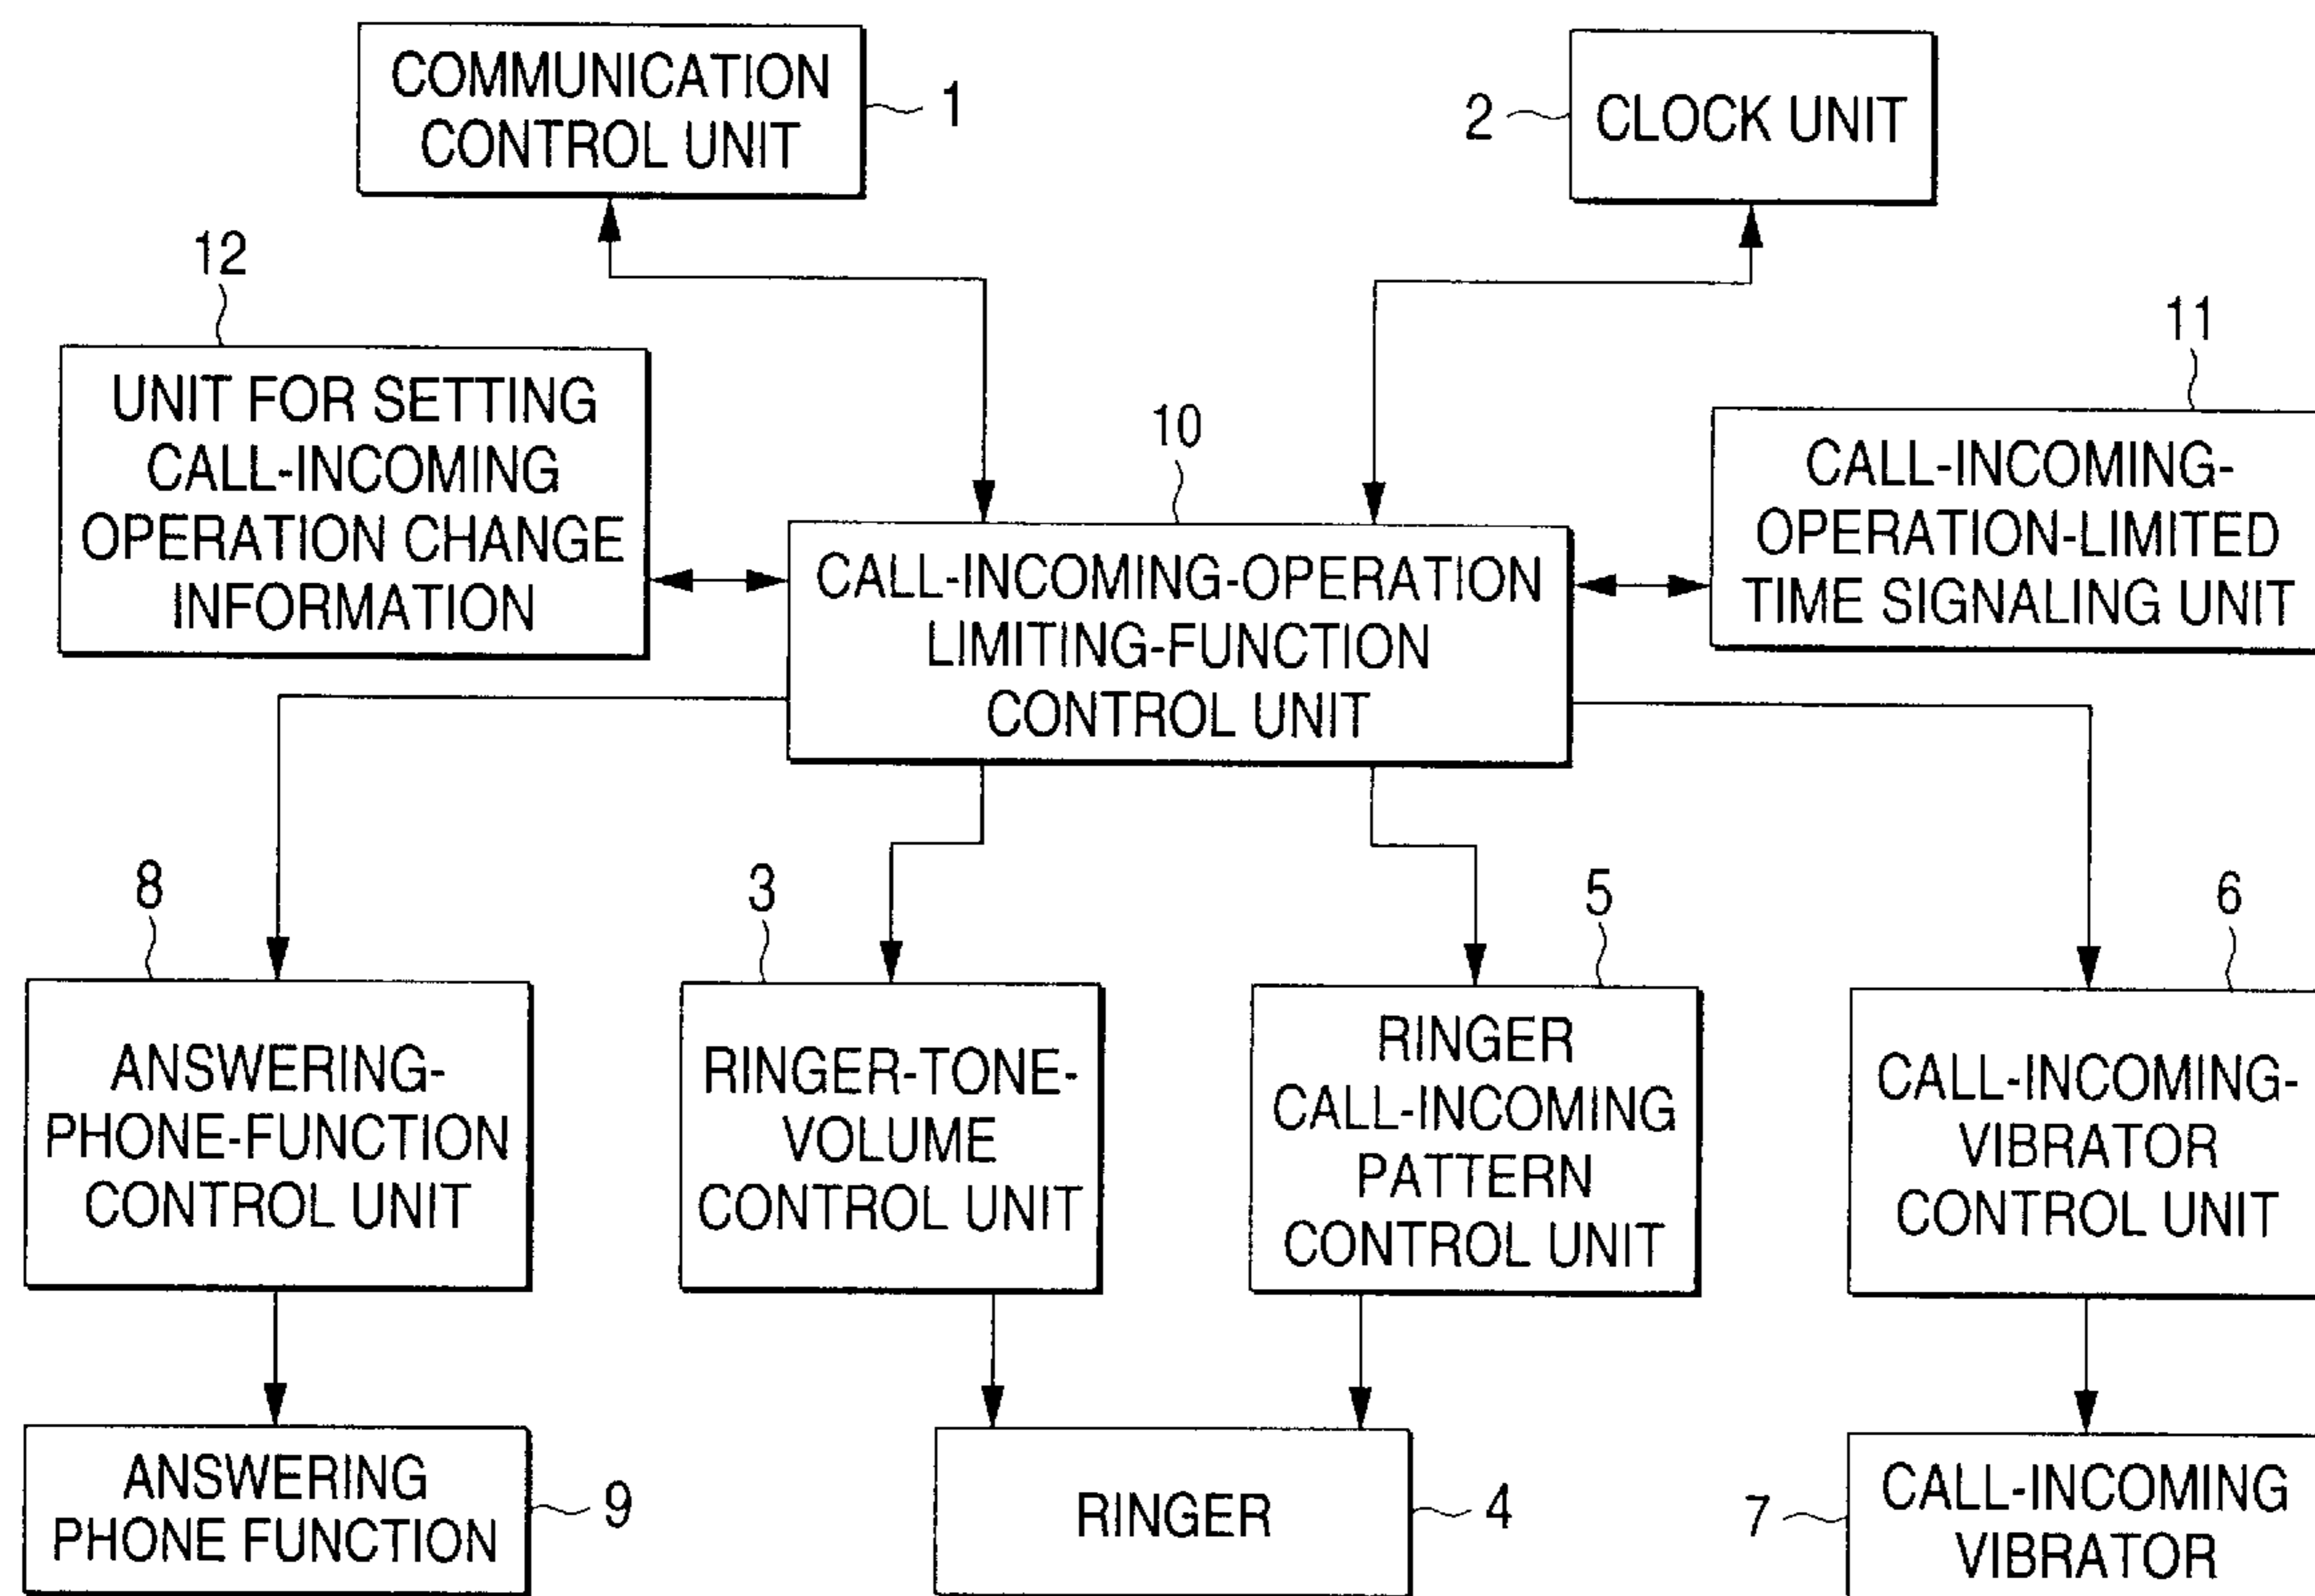 COMMUNICATION
CONTROL UNIT
1
2
CLOCK UNIT
12
UNIT FOR SETTING
CALL-INCOMING
OPERATION CHANGE
INFORMATION
10
CALL-INCOMING-OPERATION
LIMITING-FUNCTION
CONTROL UNIT
11
CALL-INCOMING-
OPERATION-LIMITED
TIME SIGNALING UNIT
8
ANSWERING-
PHONE-FUNCTION
CONTROL UNIT
3
RINGER-TONE-
VOLUME
CONTROL UNIT
5
RINGER
CALL-INCOMING
PATTERN
CONTROL UNIT
6
CALL-INCOMING-
VIBRATOR
CONTROL UNIT
ANSWERING
PHONE FUNCTION
9
RINGER
4
7
CALL-INCOMING
VIBRATOR